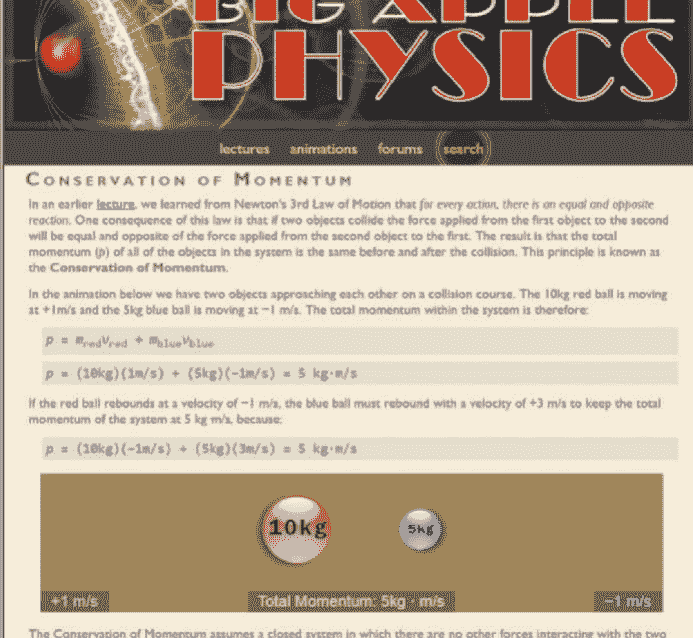 BIG APPLE
PHYSICS
lectures animations forums search
CONSERVATION OF MOMENTUM
In an earlier lecture, we learned from Newton's 3rd Law of Motion that for every action, there is an equal and opposite
reaction. One consequence of this law is that if two objects collide the force applied from the first object to the second
will be equal and opposite of the force applied from the second object to the first. The result is that the total
momentum (p) of all of the objects in the system is the same before and after the collision. This principle is known as
the Conservation of Momentum.
In the animation below we have two objects approaching each other on a collision course. The 10kg red ball is moving
at +1m/s and the 5kg blue ball is moving at −1 m/s. The total momentum within the system is therefore:
p = m_red v_red + m_blue v_blue
p = (10kg)(1m/s) + (5kg)(-1m/s) = 5 kg·m/s
If the red ball rebounds at a velocity of −1 m/s, the blue ball must rebound with a velocity of +3 m/s to keep the total
momentum of the system at 5 kg m/s, because:
p = (10kg)(-1m/s) + (5kg)(3m/s) = 5 kg·m/s
10kg 5kg
+1 m/s Total Momentum: 5kg · m/s −1 m/s
The Conservation of Momentum assumes a closed system in which there are no other forces interacting with the two